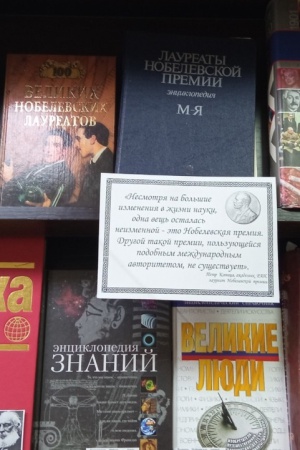 100
ВЕЛИКИХ
НОБЕЛЕВСКИХ
ЛАУРЕАТОВ
ЛАУРЕАТЫ
НОБЕЛЕВСКОЙ
ПРЕМИИ
ЭНЦИКЛОПЕДИЯ
М-Я
«Несмотря на большие
изменения в жизни науки,
одна вещь осталась
неизменной - это Нобелевская премия.
Другой такой премии, пользующейся
подобным международным
авторитетом, не существует».
ЭНЦИКЛОПЕДИЯ
ЗНАНИЙ
ВЕЛИКИЕ
ЛЮДИ